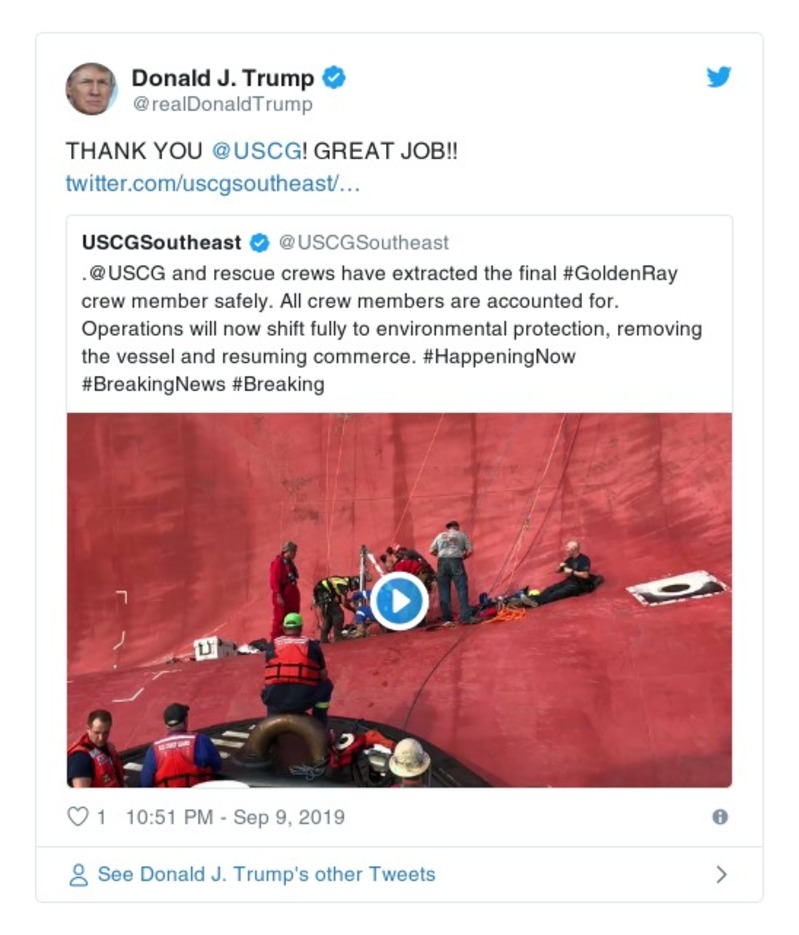 Donald J. Trump
@realDonaldTrump
THANK YOU @USCG! GREAT JOB!!
twitter.com/uscgsoutheast/…
USCGSoutheast @USCGSoutheast
.@USCG and rescue crews have extracted the final #GoldenRay
crew member safely. All crew members are accounted for.
Operations will now shift fully to environmental protection, removing
the vessel and resuming commerce. #HappeningNow
#BreakingNews #Breaking
1 10:51 PM - Sep 9, 2019
See Donald J. Trump's other Tweets